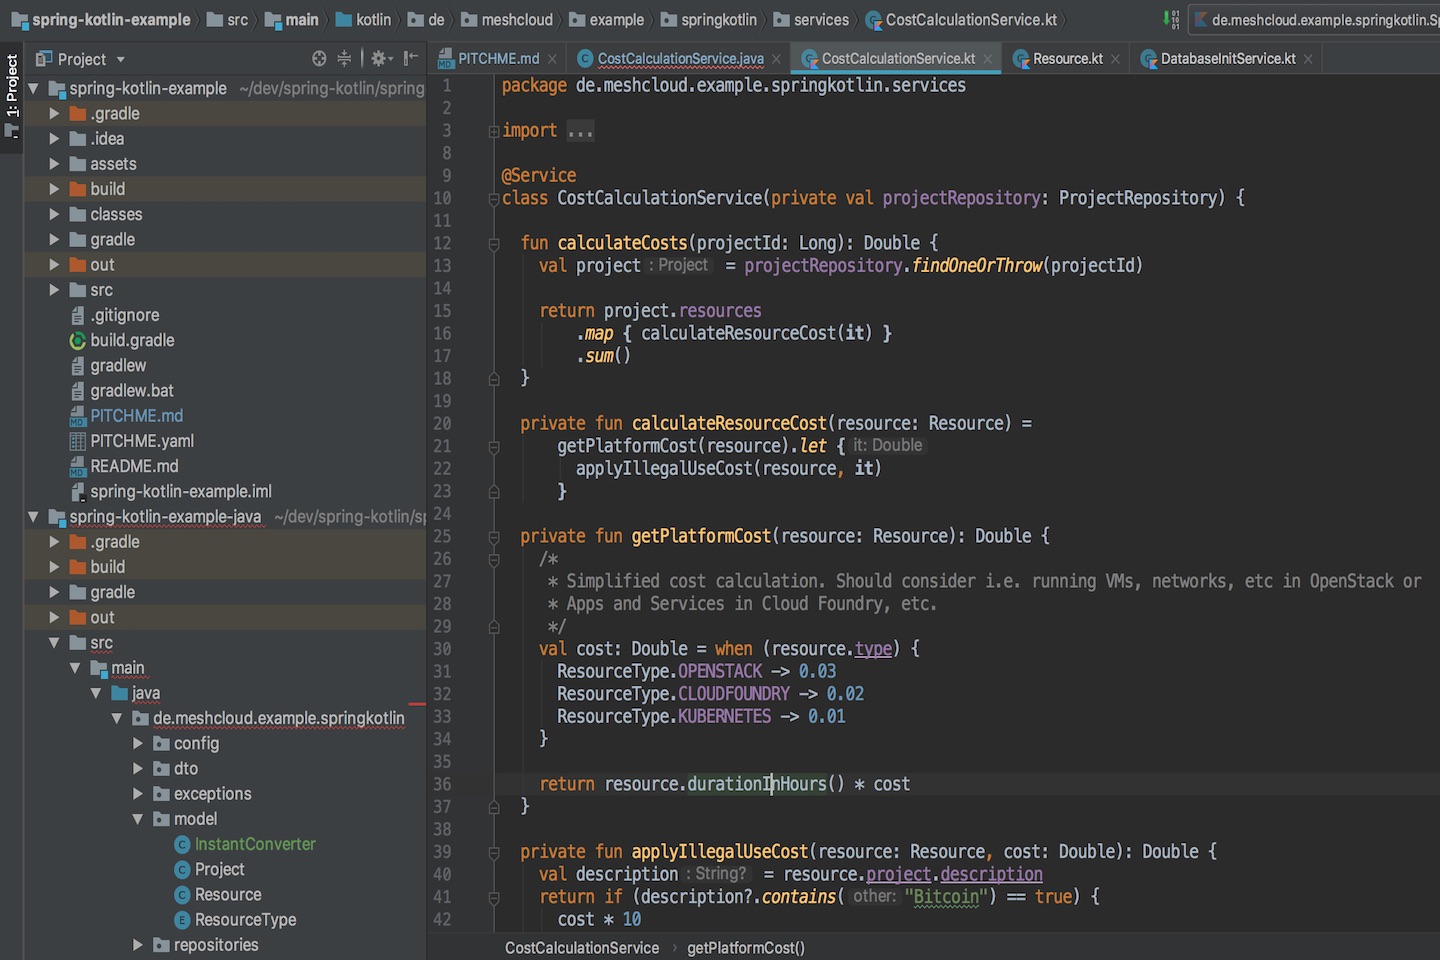 spring-kotlin-example src main kotlin de meshcloud example springkotlin services CostCalculationService.kt de.meshcloud.example.springkotlin.Sp
1: Project
Project
PITCHME.md CostCalculationService.java CostCalculationService.kt Resource.kt DatabaseInitService.kt
spring-kotlin-example ~/dev/spring-kotlin/spring
.gradle
.idea
assets
build
classes
gradle
out
src
.gitignore
build.gradle
gradlew
gradlew.bat
PITCHME.md
PITCHME.yaml
README.md
spring-kotlin-example.iml
spring-kotlin-example-java ~/dev/spring-kotlin/sp
.gradle
build
gradle
out
src
main
java
de.meshcloud.example.springkotlin
config
dto
exceptions
model
InstantConverter
Project
Resource
ResourceType
repositories
1 package de.meshcloud.example.springkotlin.services
2
3 import ...
8
9 @Service
10 class CostCalculationService(private val projectRepository: ProjectRepository) {
11
12 fun calculateCosts(projectId: Long): Double {
13 val project : Project = projectRepository.findOneOrThrow(projectId)
14
15 return project.resources
16 .map { calculateResourceCost(it) }
17 .sum()
18 }
19
20 private fun calculateResourceCost(resource: Resource) =
21 getPlatformCost(resource).let { it: Double
22 applyIllegalUseCost(resource, it)
23 }
24
25 private fun getPlatformCost(resource: Resource): Double {
26 /*
27 * Simplified cost calculation. Should consider i.e. running VMs, networks, etc in OpenStack or
28 * Apps and Services in Cloud Foundry, etc.
29 */
30 val cost: Double = when (resource.type) {
31 ResourceType.OPENSTACK -> 0.03
32 ResourceType.CLOUDFOUNDRY -> 0.02
33 ResourceType.KUBERNETES -> 0.01
34 }
35
36 return resource.durationInHours() * cost
37 }
38
39 private fun applyIllegalUseCost(resource: Resource, cost: Double): Double {
40 val description : String? = resource.project.description
41 return if (description?.contains( other: "Bitcoin") == true) {
42 cost * 10
CostCalculationService › getPlatformCost()